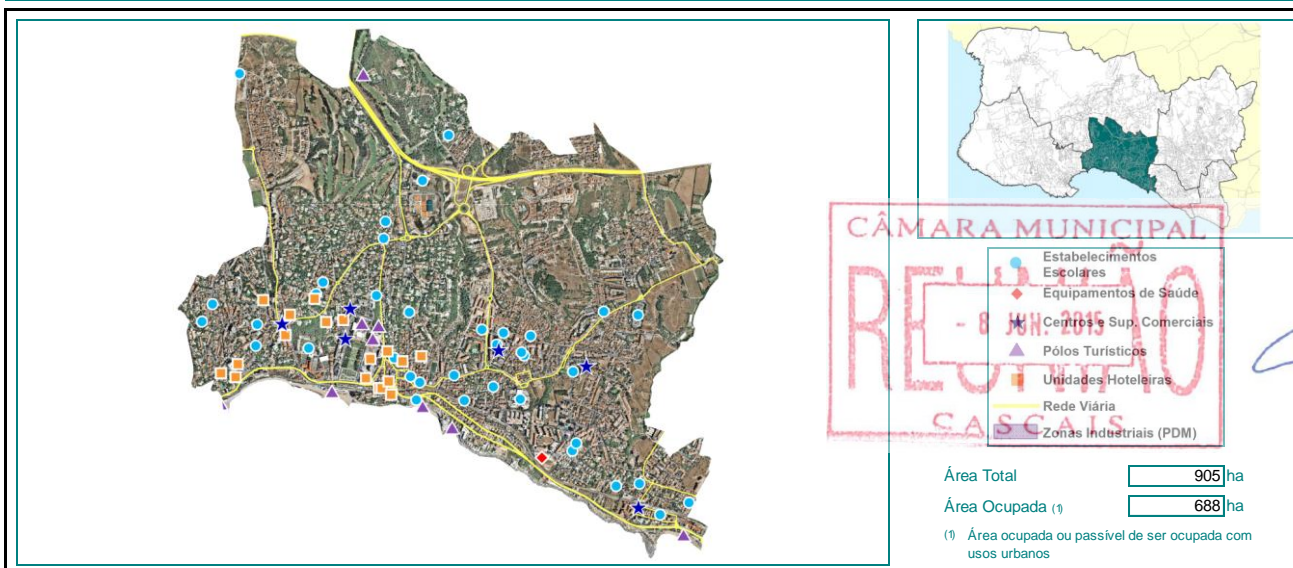 CÂMARA MUNICIPAL
REUNIÃO
- 8 JUN. 2015
CASCAIS
Estabelecimentos
Escolares
Equipamentos de Saúde
Centros e Sup. Comerciais
Pólos Turísticos
Unidades Hoteleiras
Rede Viária
Zonas Industriais (PDM)
Área Total 905 ha
Área Ocupada (1) 688 ha
(1) Área ocupada ou passível de ser ocupada com
usos urbanos